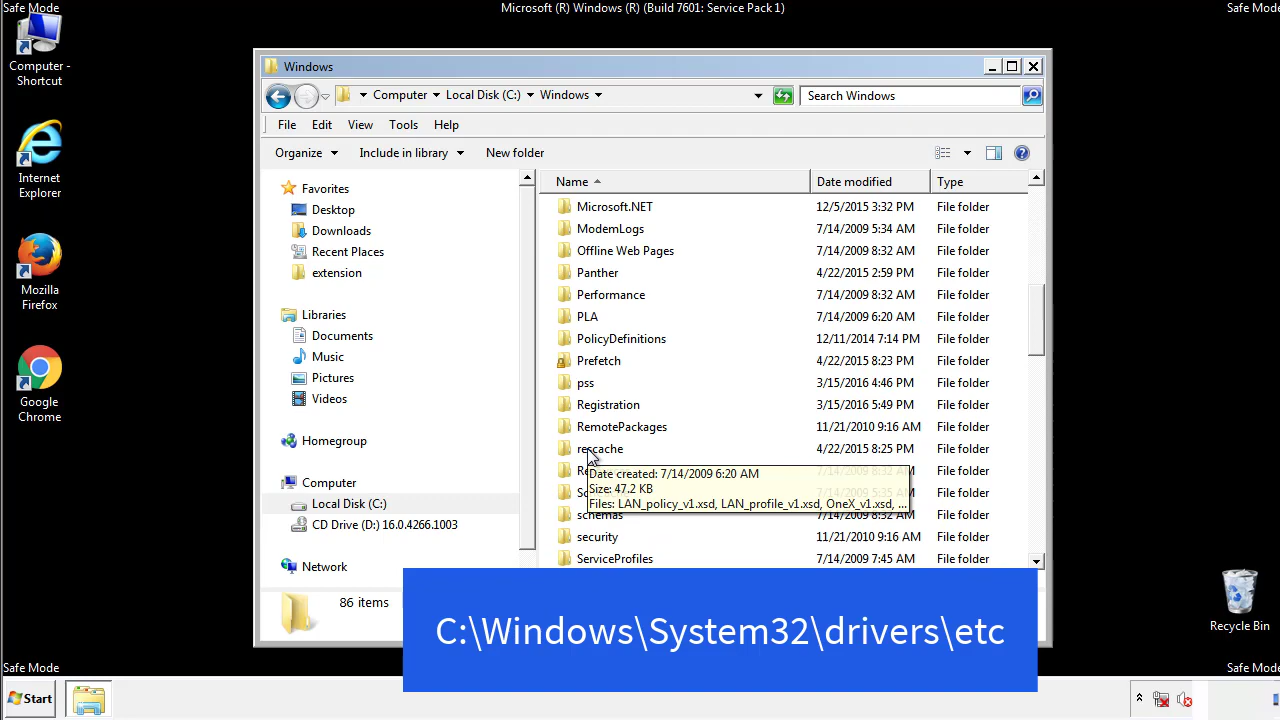 Safe Mode
Microsoft (R) Windows (R) (Build 7601: Service Pack 1)
Safe Mode
Computer -
Shortcut
Internet
Explorer
Mozilla
Firefox
Google
Chrome
Windows
Computer
Local Disk (C:)
Windows
Search Windows
File
Edit
View
Tools
Help
Organize
Include in library
New folder
Favorites
Desktop
Downloads
Recent Places
extension
Libraries
Documents
Music
Pictures
Videos
Homegroup
Computer
Local Disk (C:)
CD Drive (D:) 16.0.4266.1003
Network
Name
Date modified
Type
Microsoft.NET 12/5/2015 3:32 PM File folder
ModemLogs 7/14/2009 5:34 AM File folder
Offline Web Pages 7/14/2009 8:32 AM File folder
Panther 4/22/2015 2:59 PM File folder
Performance 7/14/2009 8:32 AM File folder
PLA 7/14/2009 6:20 AM File folder
PolicyDefinitions 12/11/2014 7:14 PM File folder
Prefetch 4/22/2015 8:23 PM File folder
pss 3/15/2016 4:46 PM File folder
Registration 3/15/2016 5:49 PM File folder
RemotePackages 11/21/2010 9:16 AM File folder
rescache 4/22/2015 8:25 PM File folder
7/14/2009 8:32 AM File folder
Date created: 7/14/2009 6:20 AM
Size: 47.2 KB
7/14/2009 5:35 AM File folder
Files: LAN_policy_v1.xsd, LAN_profile_v1.xsd, OneX_v1.xsd, ...
schemas 7/14/2009 8:32 AM File folder
security 11/21/2010 9:16 AM File folder
ServiceProfiles 7/14/2009 7:45 AM File folder
86 items
C:\Windows\System32\drivers\etc
Recycle Bin
Safe Mode
Safe Mode
Start